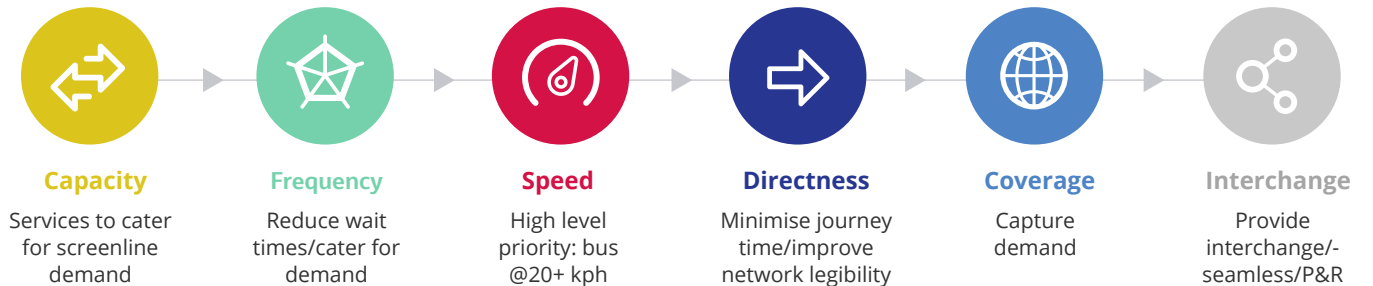 Capacity
Services to cater
for screenline
demand
Frequency
Reduce wait
times/cater for
demand
Speed
High level
priority: bus
@20+ kph
Directness
Minimise journey
time/improve
network legibility
Coverage
Capture
demand
Interchange
Provide
interchange/-
seamless/P&R